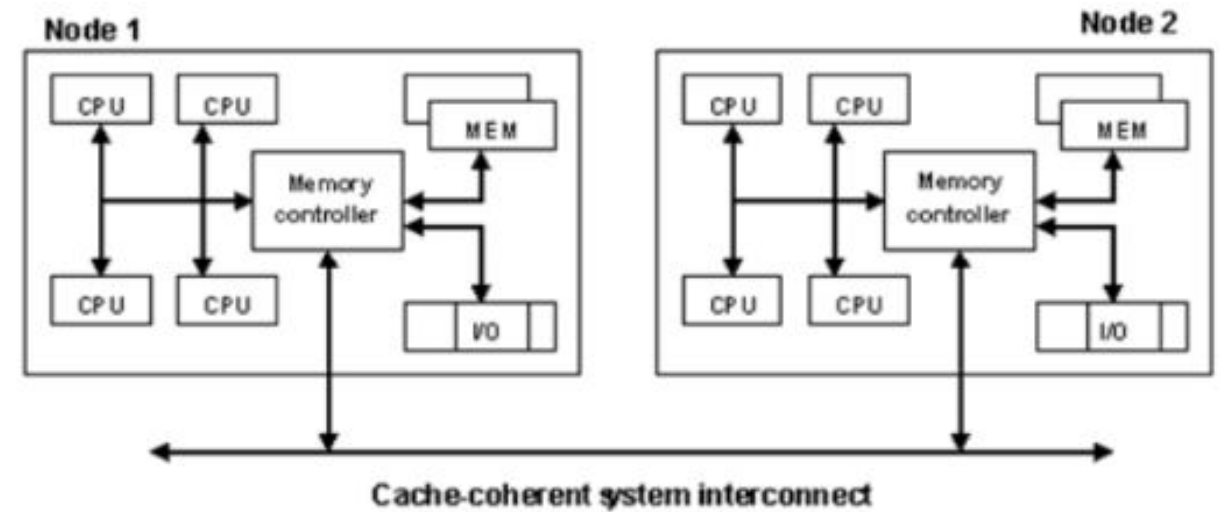 Node 1
Node 2
CPU
CPU
MEM
Memory
controller
CPU
CPU
I/O
CPU
CPU
MEM
Memory
controller
CPU
CPU
I/O
Cache-coherent system interconnect